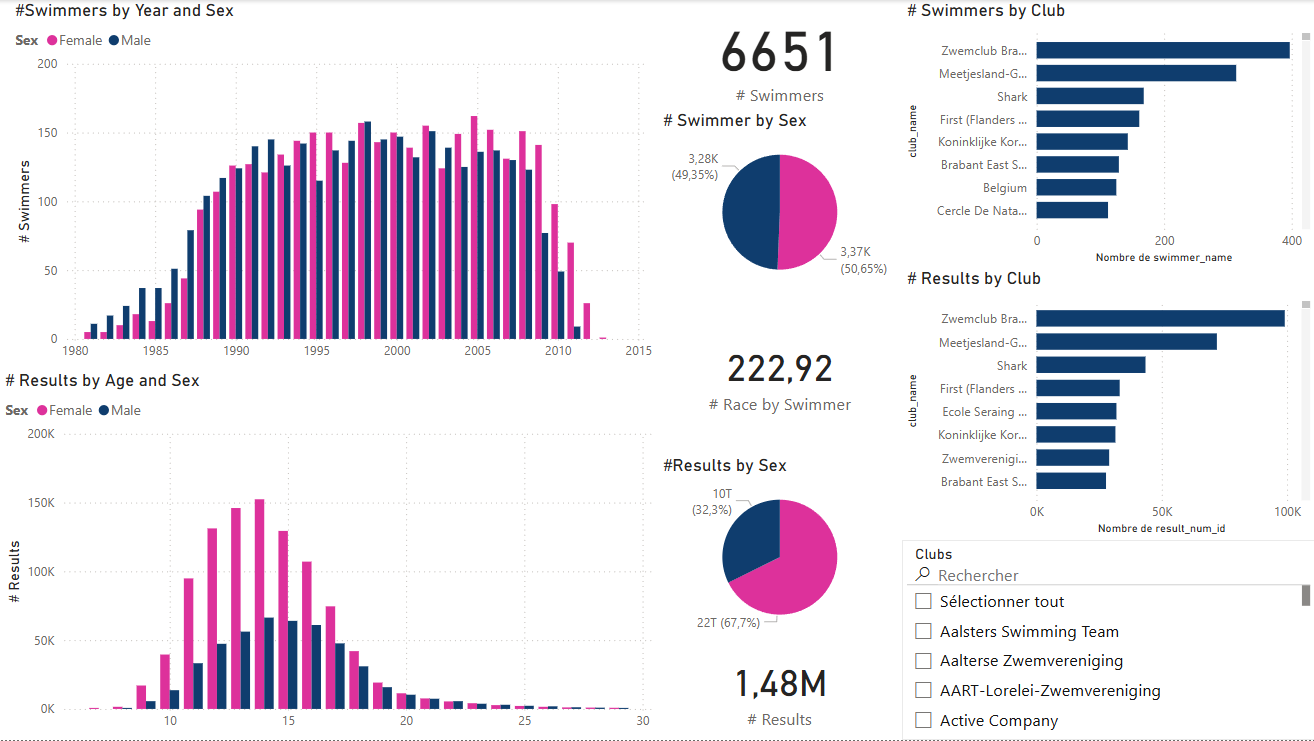 #Swimmers by Year and Sex
Sex Female Male
200
150
100
50
0
# Swimmers
1980 1985 1990 1995 2000 2005 2010 2015
# Results by Age and Sex
Sex Female Male
200K
150K
100K
50K
0K
# Results
10 15 20 25 30
6651
# Swimmers
# Swimmer by Sex
3,28K
(49,35%)
3,37K
(50,65%)
222,92
# Race by Swimmer
#Results by Sex
10T
(32,3%)
22T (67,7%)
1,48M
# Results
# Swimmers by Club
club_name
Zwemclub Bra...
Meetjesland-G...
Shark
First (Flanders ...
Koninklijke Kor...
Brabant East S...
Belgium
Cercle De Nata...
0 200 400
Nombre de swimmer_name
# Results by Club
club_name
Zwemclub Bra...
Meetjesland-G...
Shark
First (Flanders ...
Ecole Seraing ...
Koninklijke Kor...
Zwemverenigi...
Brabant East S...
0K 50K 100K
Nombre de result_num_id
Clubs
Rechercher
Sélectionner tout
Aalsters Swimming Team
Aalterse Zwemvereniging
AART-Lorelei-Zwemvereniging
Active Company